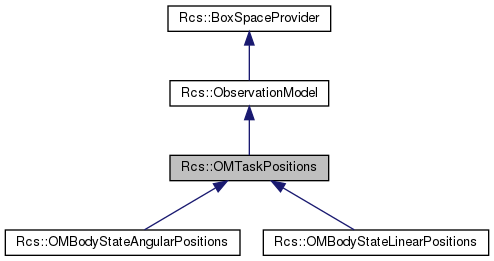 Rcs::BoxSpaceProvider
Rcs::ObservationModel
Rcs::OMTaskPositions
Rcs::OMBodyStateAngularPositions
Rcs::OMBodyStateLinearPositions